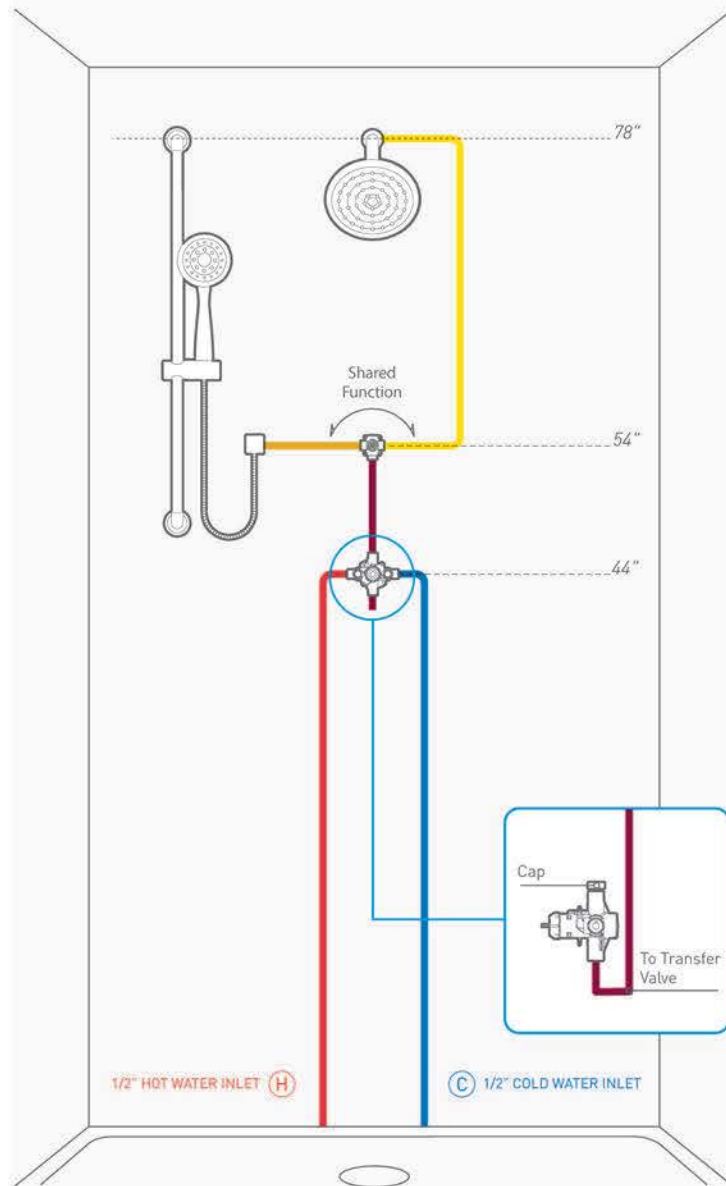 78"
Shared
Function
54"
44"
Cap
To Transfer
Valve
1/2" HOT WATER INLET H
C 1/2" COLD WATER INLET